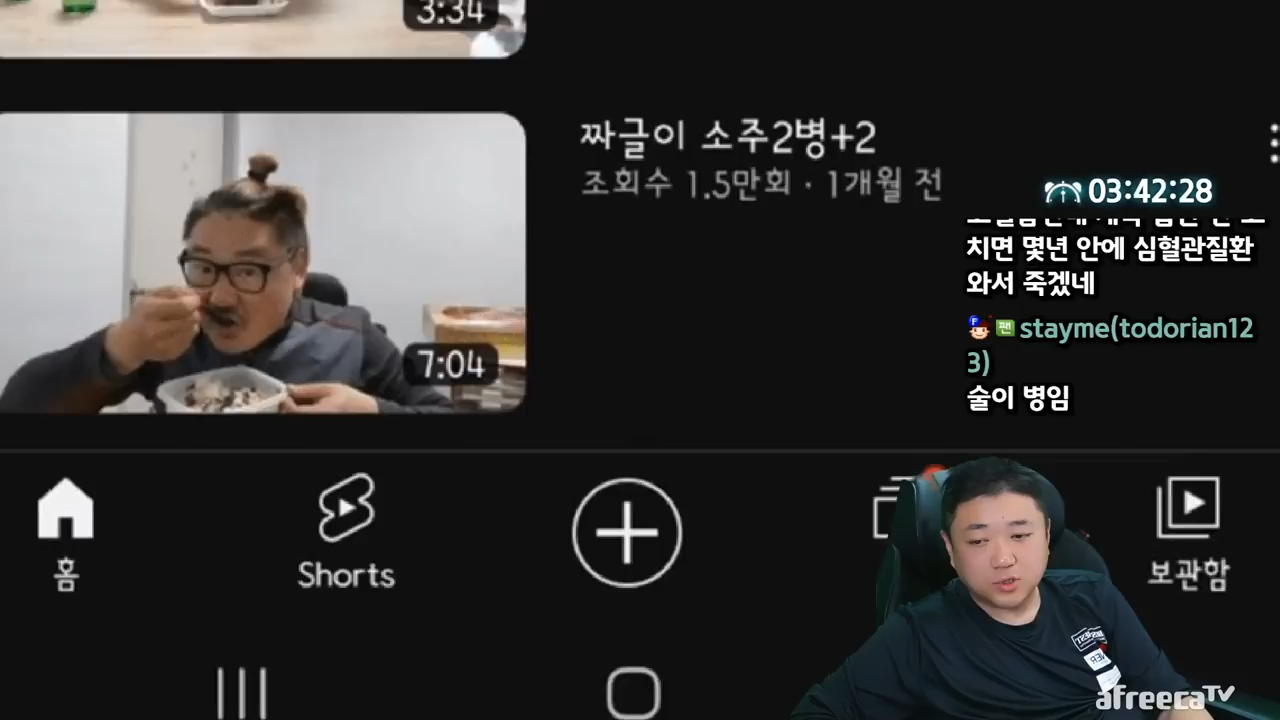 3:34
짜글이 소주2병+2
조회수 1.5만회 · 1개월 전
03:42:28
치면 몇년 안에 심혈관질환
와서 죽겠네
팬 stayme(todorian12
3)
술이 병임
7:04
홈
Shorts
보관함
afreecaTV